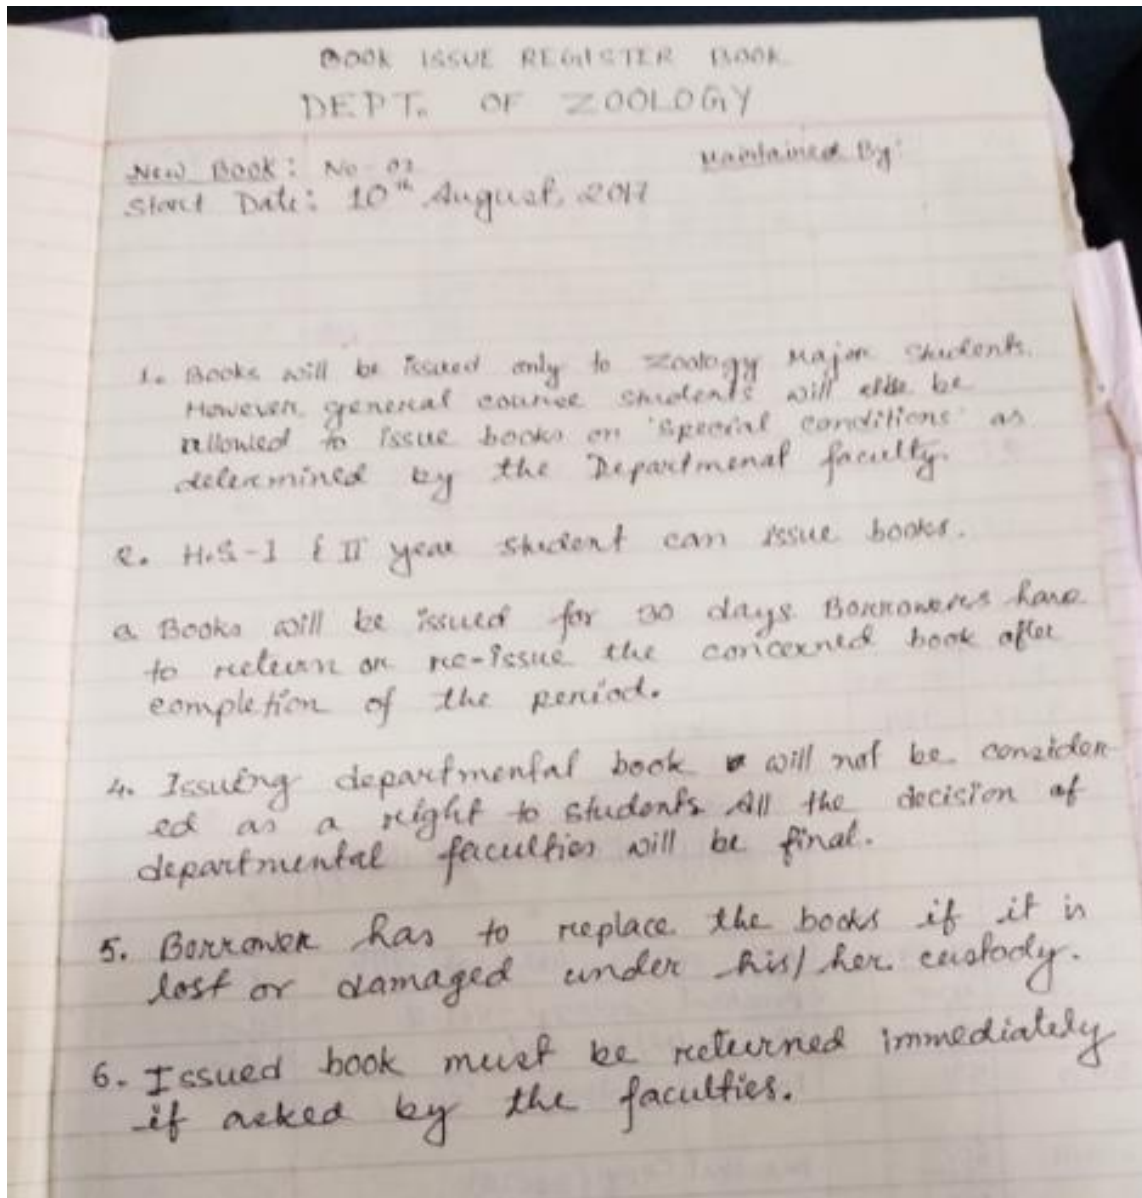 BOOK ISSUE REGISTER BOOK
DEPT. OF ZOOLOGY
New Book: No-02
Maintained By:
Start Date: 10th August, 2017
1. Books will be issued only to Zoology Major Students.
However, general course students will also be
allowed to issue books on 'Special conditions' as
determined by the Departmenal faculty.
2. H.S-I & II year student can issue books.
3. Books will be issued for 30 days. Borrowers have
to return or re-issue the concerned book after
completion of the period.
4. Issuing departmental book will not be consider-
ed as a right to students. All the decision of
departmental faculties will be final.
5. Borrower has to replace the books if it is
lost or damaged under his/her custody.
6. Issued book must be returned immediately
if asked by the faculties.